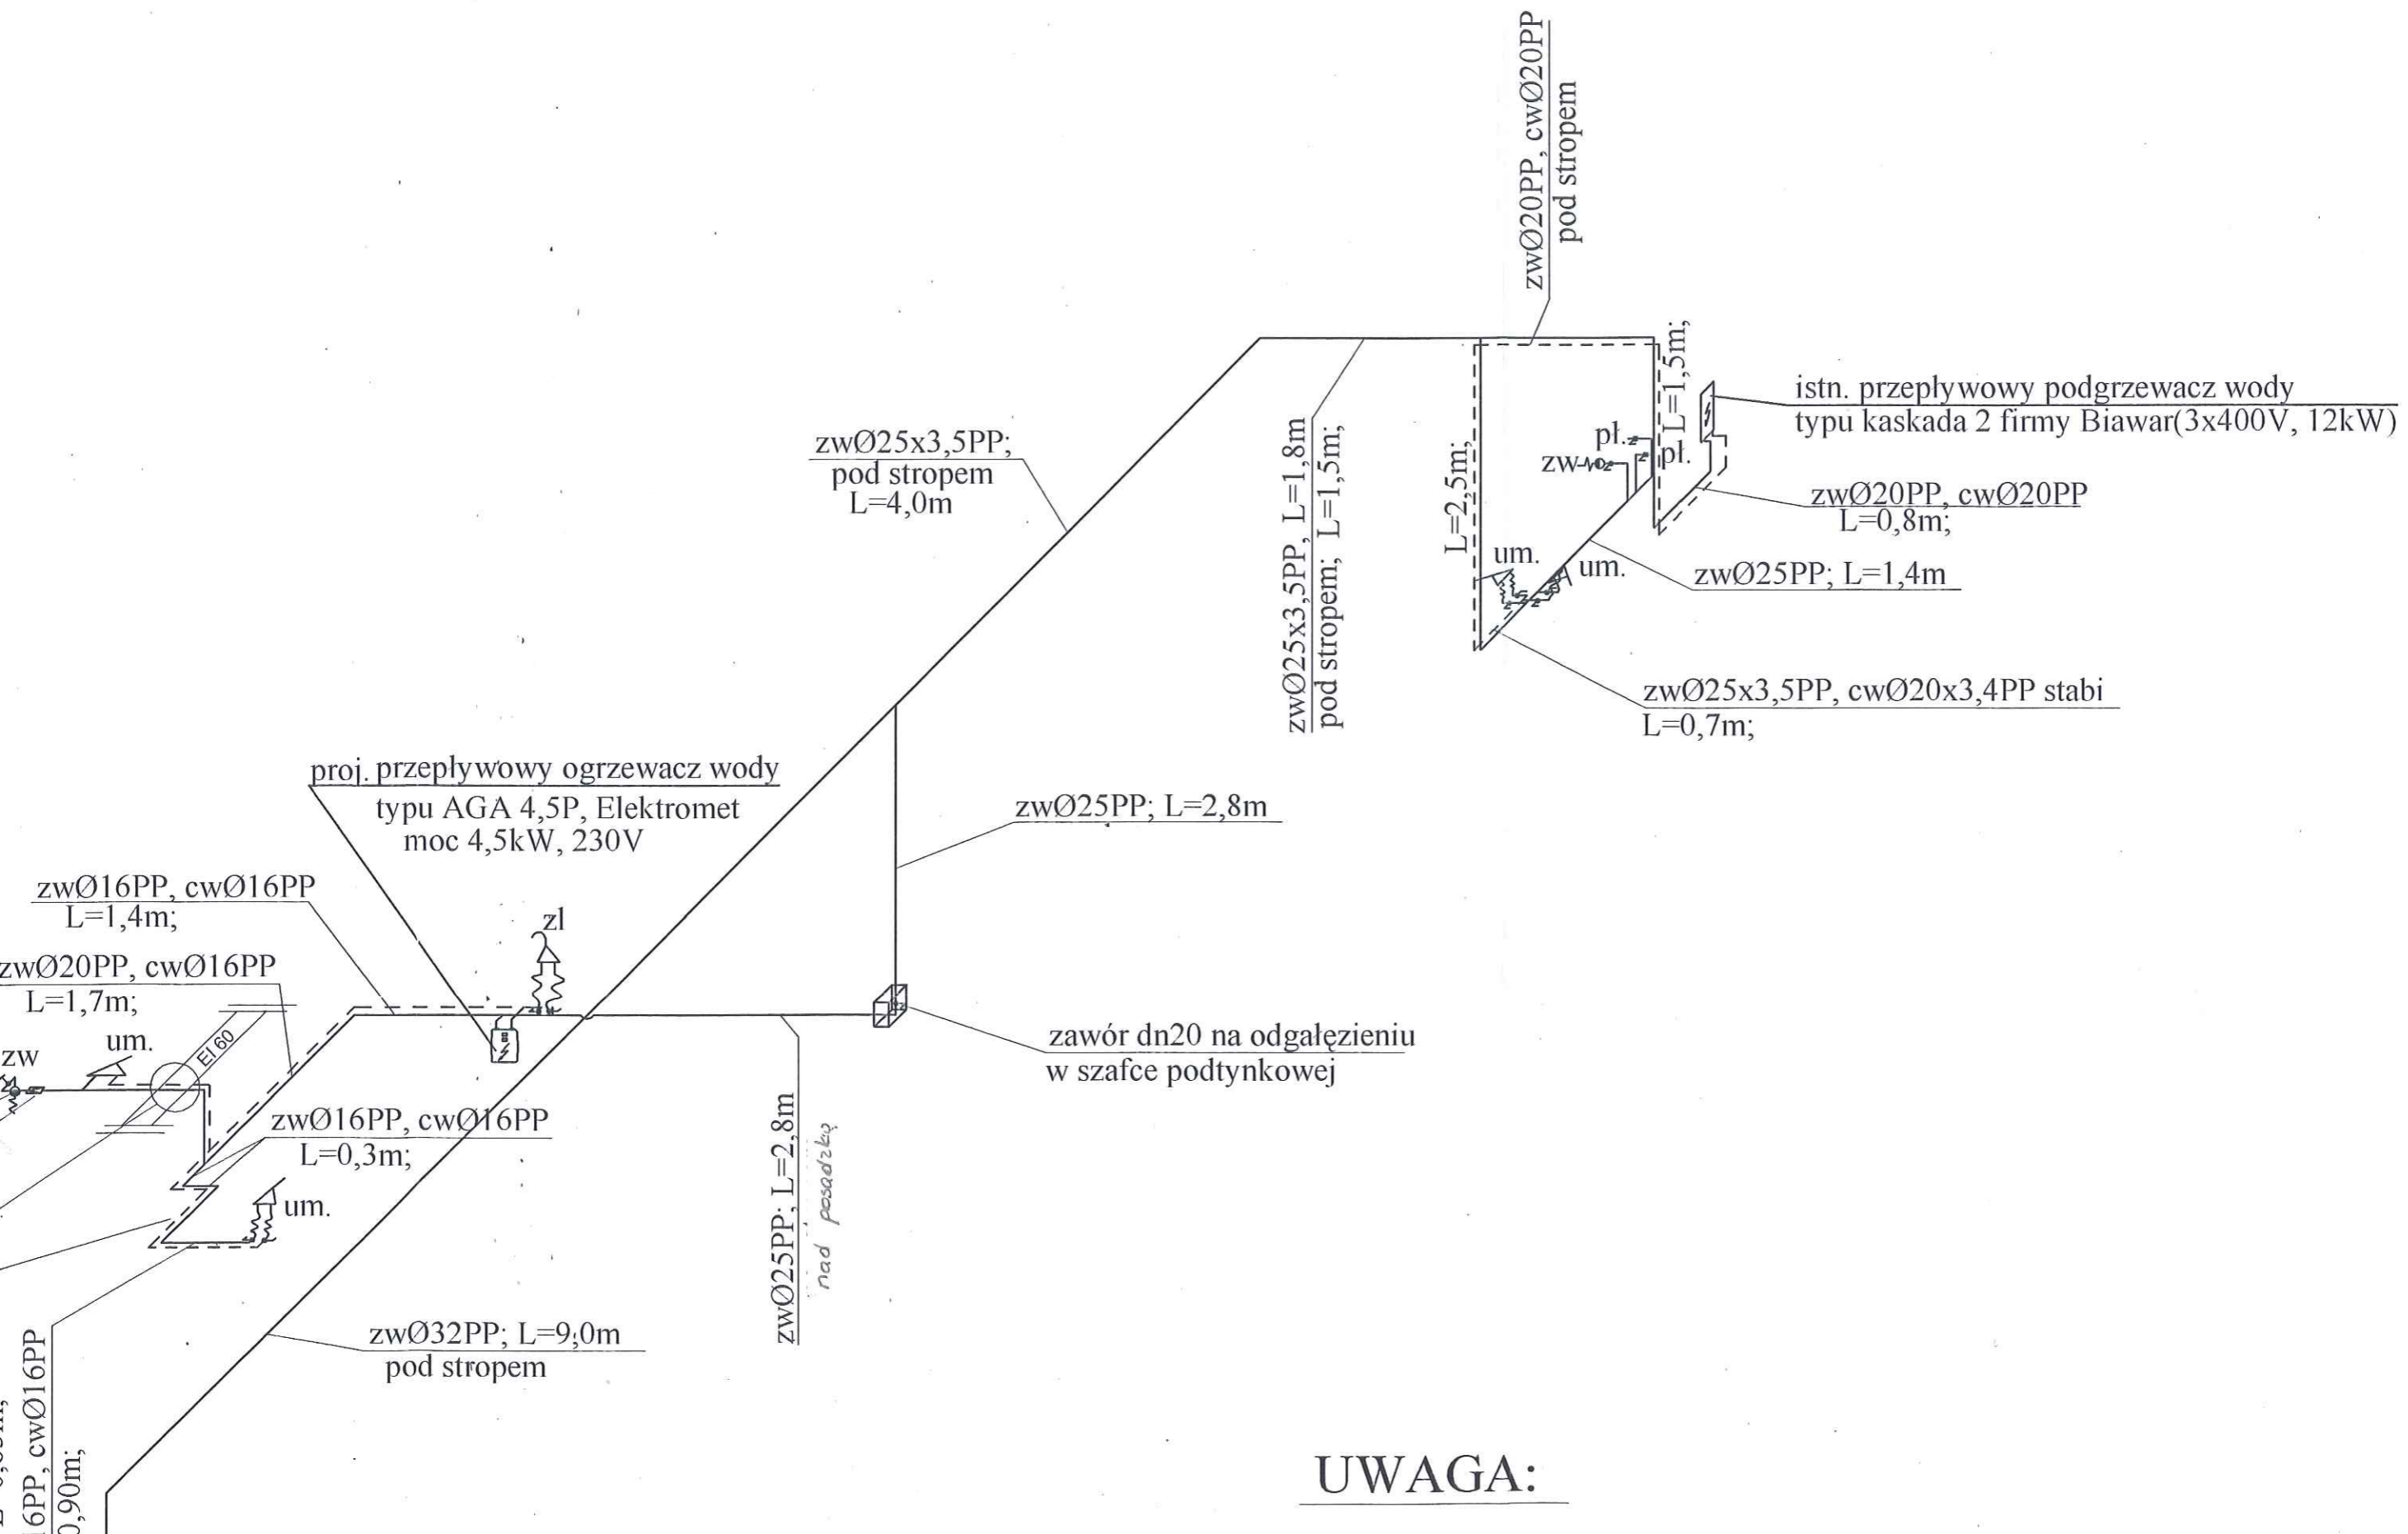 zwØ20PP, cwØ20PP
pod stropem
istn. przepływowy podgrzewacz wody
typu kaskada 2 firmy Biawar(3x400V, 12kW)
L=1,5m;
pł.
pł.
zw
zwØ25x3,5PP;
pod stropem
L=4,0m
zwØ25x3,5PP, L=1,8m
pod stropem; L=1,5m;
L=2,5m;
zwØ20PP, cwØ20PP
L=0,8m;
um.
um.
zwØ25PP; L=1,4m
zwØ25x3,5PP, cwØ20x3,4PP stabi
L=0,7m;
proj. przepływowy ogrzewacz wody
typu AGA 4,5P, Elektromet
moc 4,5kW, 230V
zwØ25PP; L=2,8m
zwØ16PP, cwØ16PP
L=1,4m;
zl
zwØ20PP, cwØ16PP
L=1,7m;
EI 60
zw
um.
zawór dn20 na odgałęzieniu
w szafce podtynkowej
zwØ16PP, cwØ16PP
L=0,3m;
um.
zwØ25PP; L=2,8m
nad posadzką
zwØ32PP; L=9,0m
pod stropem
16PP, cwØ16PP
0,90m;
UWAGA: